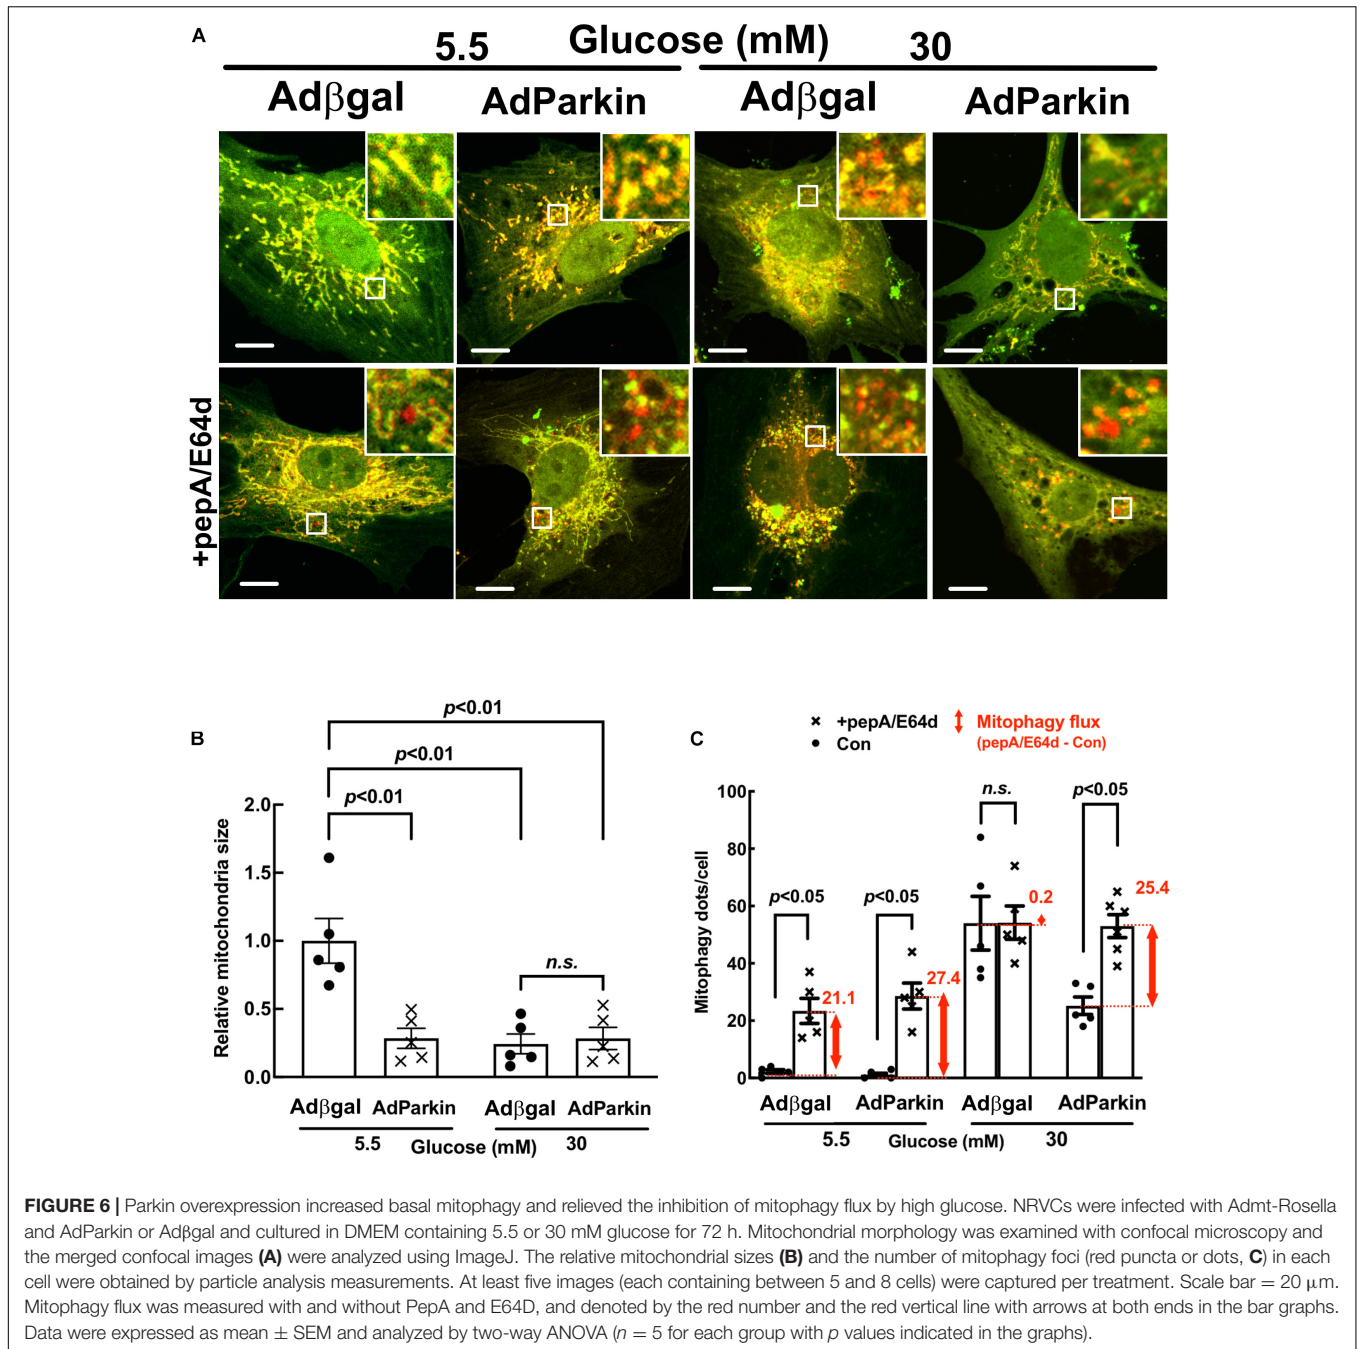 A
Glucose (mM)
5.5
30
Adβgal
AdParkin
Adβgal
AdParkin
+pepA/E64d
B
p<0.01
p<0.01
p<0.01
n.s.
Relative mitochondria size
2.0
1.5
1.0
0.5
0.0
Adβgal
AdParkin
Adβgal
AdParkin
5.5
Glucose (mM)
30
C
+pepA/E64d
Con
Mitophagy flux
(pepA/E64d - Con)
Mitophagy dots/cell
100
80
60
40
20
0
p<0.05
p<0.05
n.s.
p<0.05
21.1
27.4
0.2
25.4
Adβgal
AdParkin
Adβgal
AdParkin
5.5
Glucose (mM)
30
FIGURE 6 | Parkin overexpression increased basal mitophagy and relieved the inhibition of mitophagy flux by high glucose. NRVCs were infected with Admt-Rosella
and AdParkin or Adβgal and cultured in DMEM containing 5.5 or 30 mM glucose for 72 h. Mitochondrial morphology was examined with confocal microscopy and
the merged confocal images (A) were analyzed using ImageJ. The relative mitochondrial sizes (B) and the number of mitophagy foci (red puncta or dots, C) in each
cell were obtained by particle analysis measurements. At least five images (each containing between 5 and 8 cells) were captured per treatment. Scale bar = 20 μm.
Mitophagy flux was measured with and without PepA and E64D, and denoted by the red number and the red vertical line with arrows at both ends in the bar graphs.
Data were expressed as mean ± SEM and analyzed by two-way ANOVA (n = 5 for each group with p values indicated in the graphs).